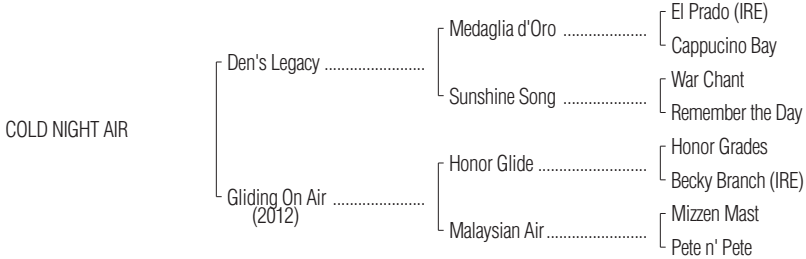 El Prado (IRE)
Medaglia d'Oro ......................
Cappucino Bay
Den's Legacy ..........................
War Chant
Sunshine Song ......................
Remember the Day
COLD NIGHT AIR
Honor Grades
Honor Glide ............................
Becky Branch (IRE)
Gliding On Air ........................
(2012)
Mizzen Mast
Malaysian Air..........................
Pete n' Pete